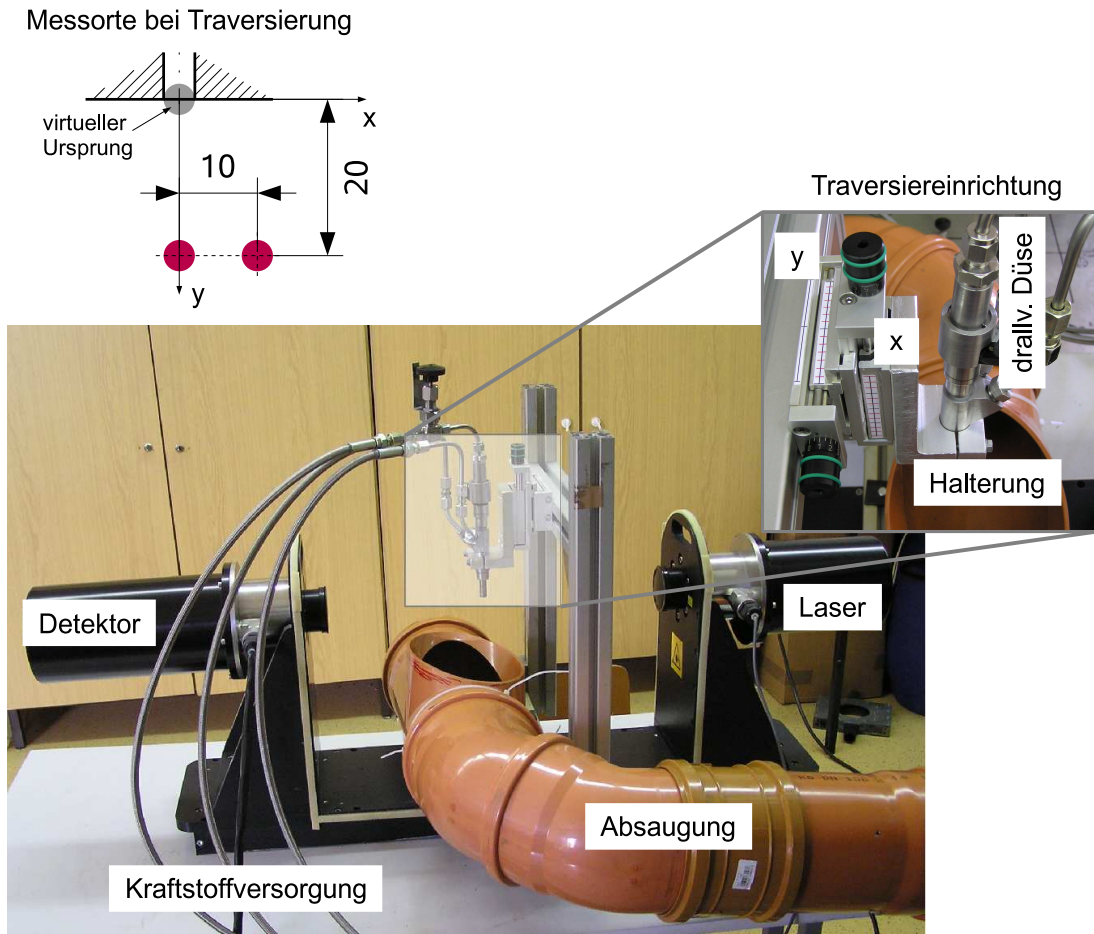 Messorte bei Traversierung
x
virtueller
Ursprung
10
20
y
Traversiereinrichtung
y
x
drallv. Düse
Halterung
Detektor
Laser
Absaugung
Kraftstoffversorgung